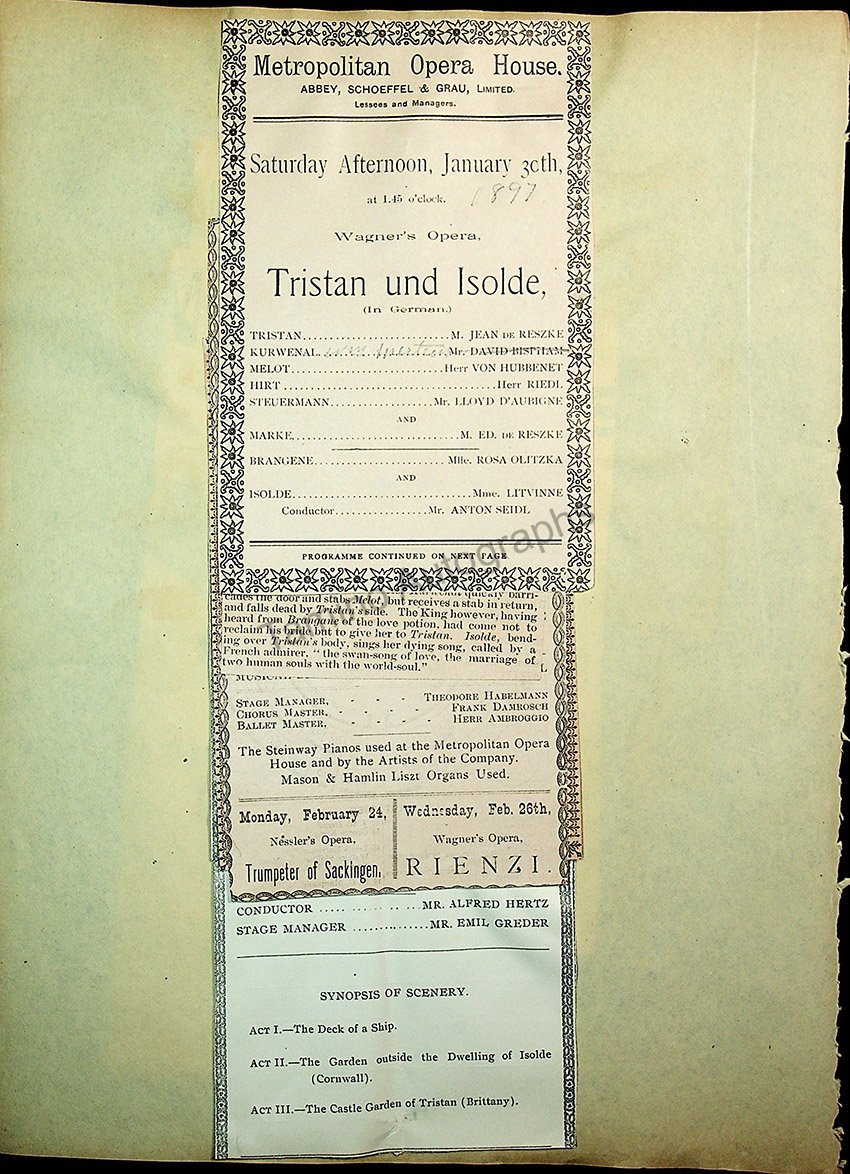 Metropolitan Opera House.
ABBEY, SCHOEFFEL & GRAU, LIMITED.
Lessees and Managers.
Saturday Afternoon, January 30th,
at 1.45 o'clock. 1897
Wagner's Opera,
Tristan und Isolde,
(In German.)
TRISTAN..........M. JEAN DE RESZKE
KURWENAL. Mr. DAVID BISPHAM
MELOT..........Herr VON HUBBENET
HIRT..........Herr RIEDL
STEUERMANN..........Mr. LLOYD D'AUBIGNE
AND
MARKE..........M. ED. DE RESZKE
BRANGENE..........Mlle. ROSA OLITZKA
AND
ISOLDE..........Mme. LITVINNE
Conductor..........Mr. ANTON SEIDL
PROGRAMME CONTINUED ON NEXT PAGE
quickly barri-
cades the door and stabs Melot, but receives a stab in return,
and falls dead by Tristan's side. The King however, having
heard from Brangäne of the love potion, had come not to
reclaim his bride but to give her to Tristan. Isolde, bend-
ing over Tristan's body, sings her dying song, called by a
French admirer, "the swan-song of love, the marriage of
two human souls with the world-soul."
MUSICAL
STAGE MANAGER, - - - - THEODORE HABELMANN
CHORUS MASTER, - - - - FRANK DAMROSCH
BALLET MASTER, - - - - HERR AMBROGGIO
The Steinway Pianos used at the Metropolitan Opera
House and by the Artists of the Company.
Mason & Hamlin Liszt Organs Used.
Monday, February 24,
Nessler's Opera,
Trumpeter of Sackingen,
Wednesday, Feb. 26th,
Wagner's Opera,
RIENZI.
CONDUCTOR ..........MR. ALFRED HERTZ
STAGE MANAGER ..........MR. EMIL GREDER
SYNOPSIS OF SCENERY.
ACT I.—The Deck of a Ship.
ACT II.—The Garden outside the Dwelling of Isolde
(Cornwall).
ACT III.—The Castle Garden of Tristan (Brittany).
Tamino Autographs